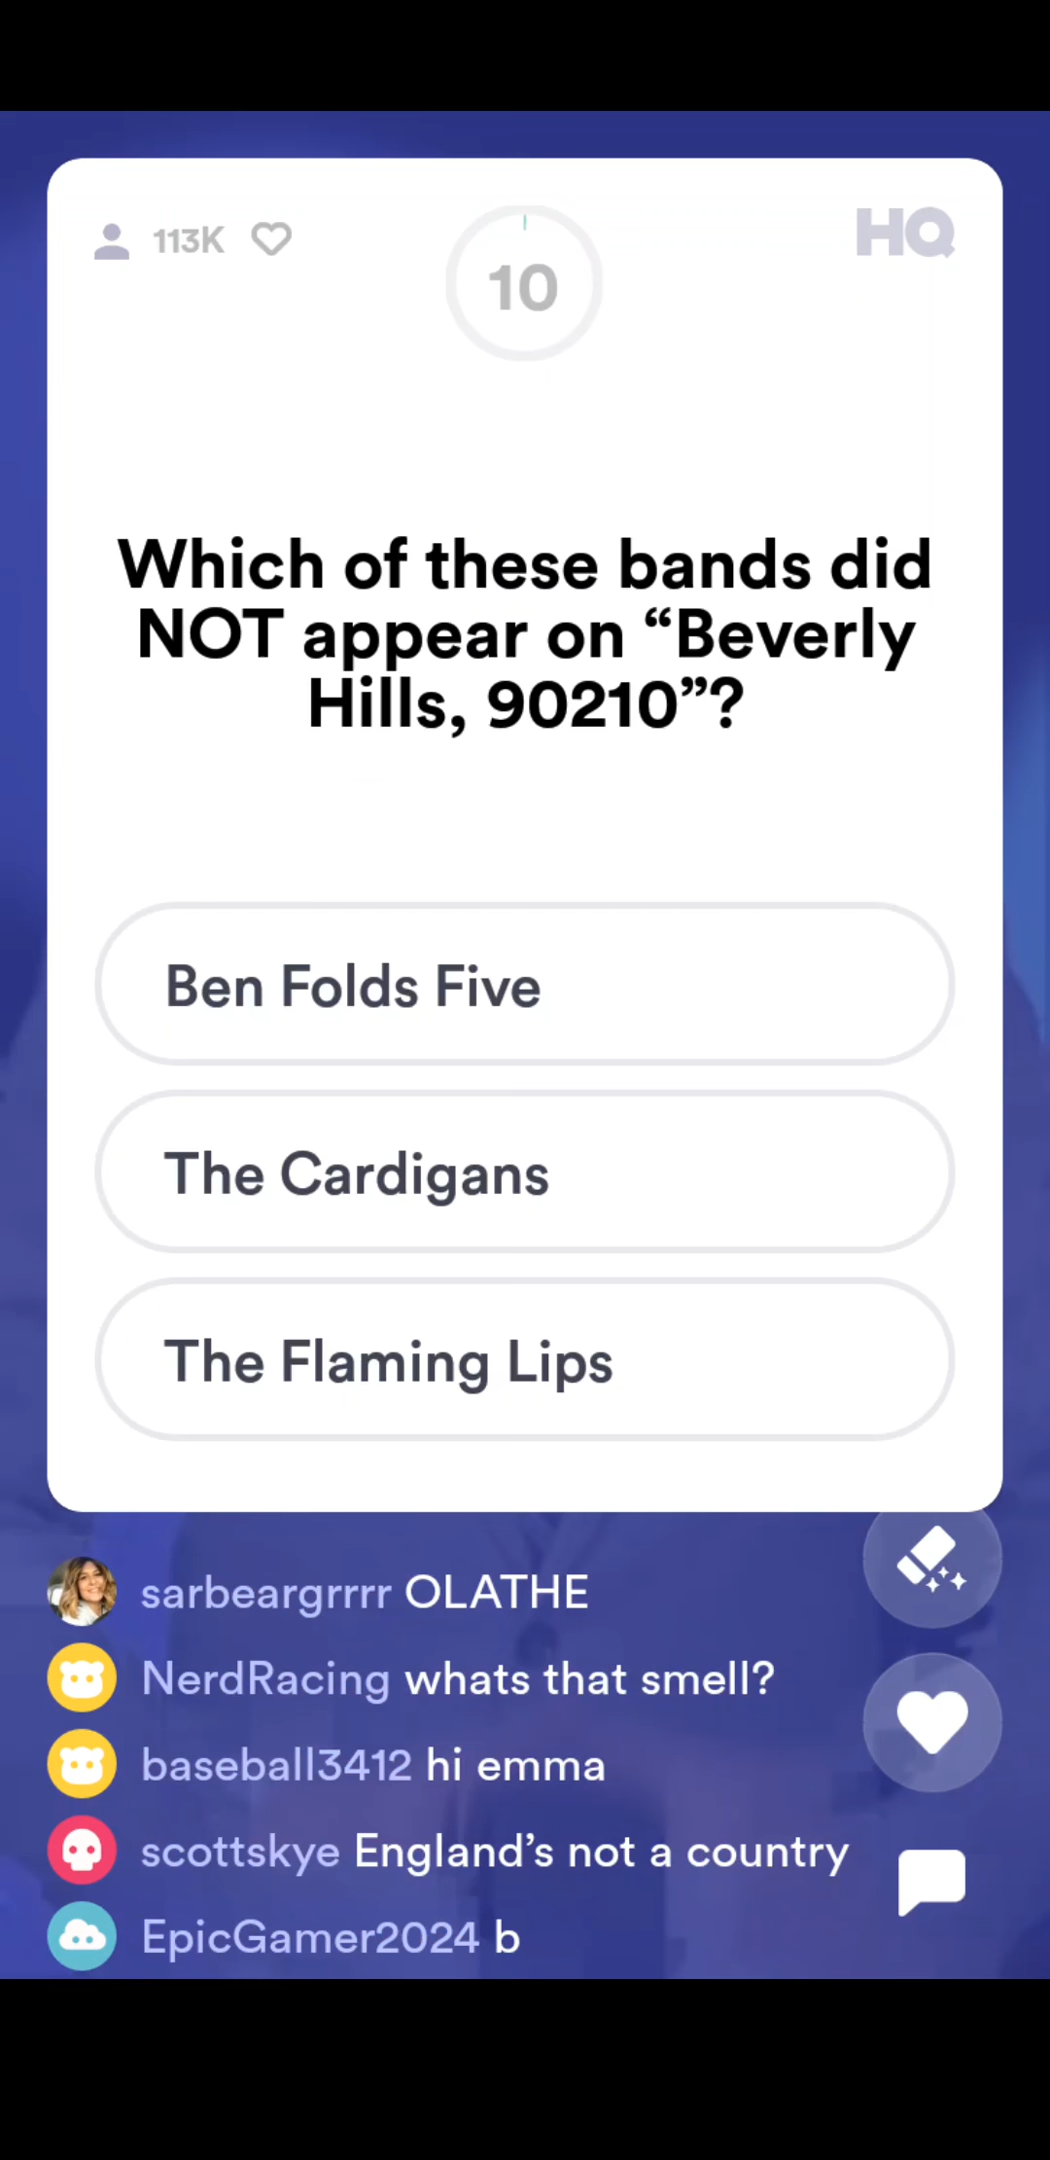 113K
10
HQ
Which of these bands did
NOT appear on “Beverly
Hills, 90210”?
Ben Folds Five
The Cardigans
The Flaming Lips
sarbeargrrrr OLATHE
NerdRacing whats that smell?
baseball3412 hi emma
scottskye England’s not a country
EpicGamer2024 b